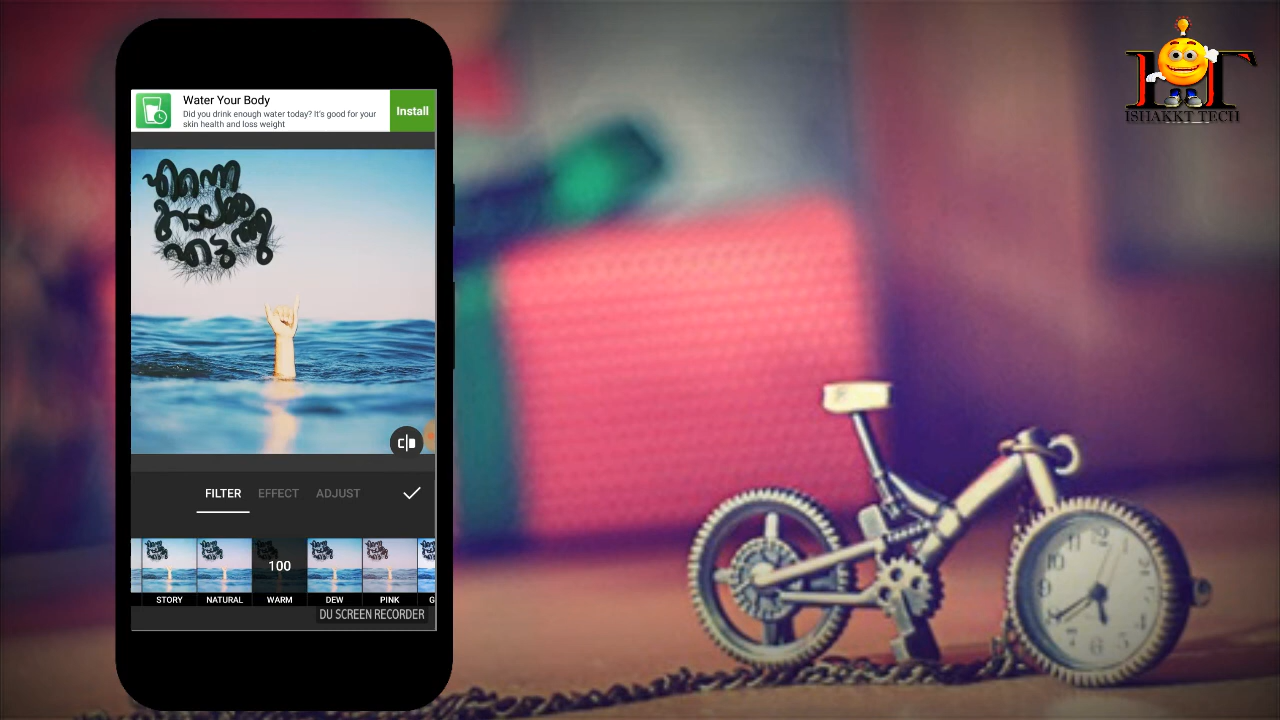 Water Your Body
Did you drink enough water today? It's good for your
skin health and loss weight
Install
ISHAKKT TECH
എന്നെ
FILTER
EFFECT
ADJUST
100
STORY
NATURAL
WARM
DEW
PINK
G
DU SCREEN RECORDER